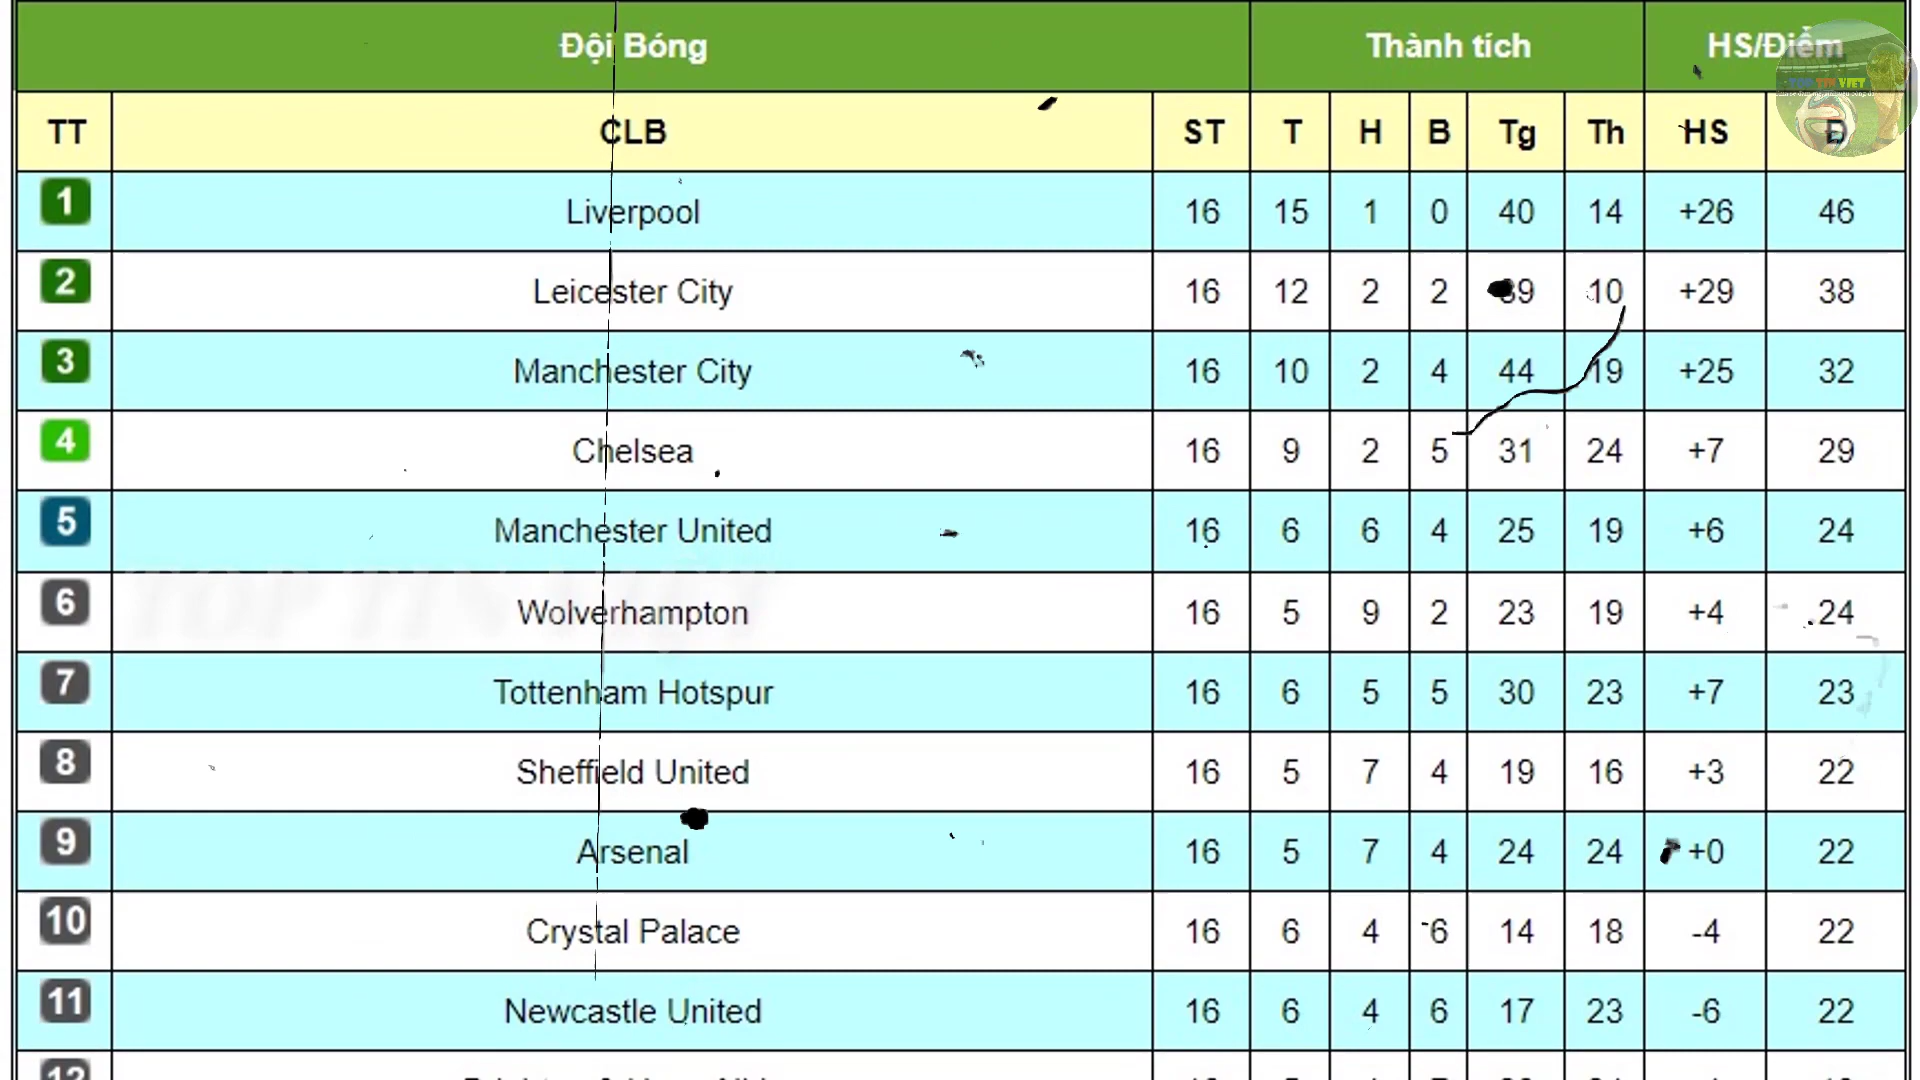 Đội Bóng Thành tích HS/Điểm
TT CLB ST T H B Tg Th HS Đ
1 Liverpool 16 15 1 0 40 14 +26 46
2 Leicester City 16 12 2 2 39 10 +29 38
3 Manchester City 16 10 2 4 44 19 +25 32
4 Chelsea 16 9 2 5 31 24 +7 29
5 Manchester United 16 6 6 4 25 19 +6 24
TOP TIN VIỆT
6 Wolverhampton 16 5 9 2 23 19 +4 24
7 Tottenham Hotspur 16 6 5 5 30 23 +7 23
8 Sheffield United 16 5 7 4 19 16 +3 22
9 Arsenal 16 5 7 4 24 24 +0 22
10 Crystal Palace 16 6 4 6 14 18 -4 22
11 Newcastle United 16 6 4 6 17 23 -6 22
12
TOP TIN VIỆT